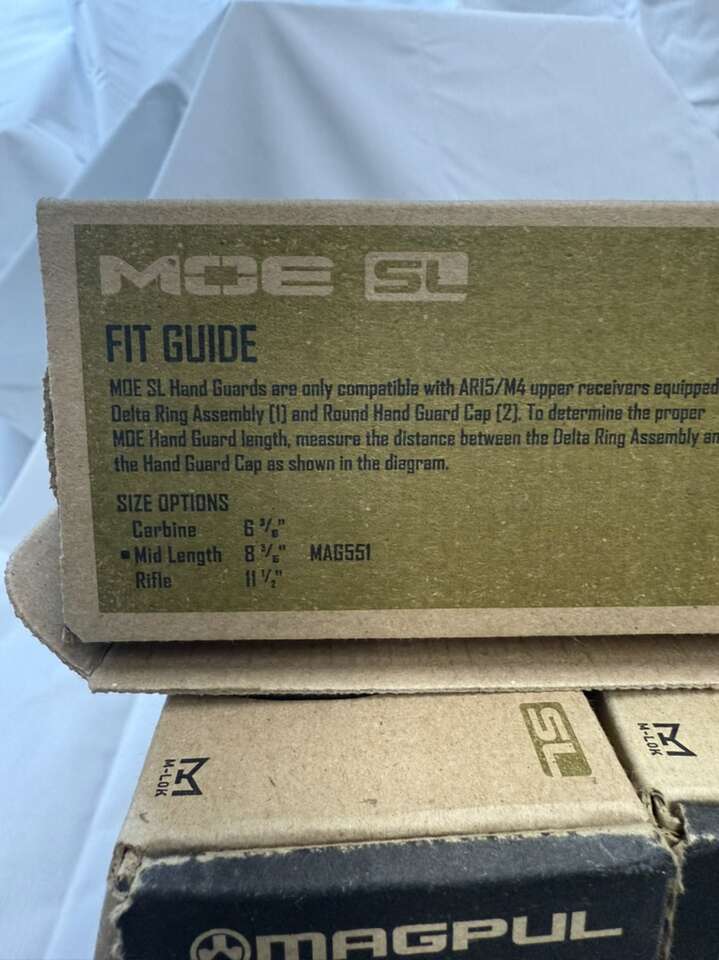 MOE SL
FIT GUIDE
MOE SL Hand Guards are only compatible with AR15/M4 upper receivers equipped
Delta Ring Assembly (1) and Round Hand Guard Cap (2). To determine the proper
MOE Hand Guard length, measure the distance between the Delta Ring Assembly an
the Hand Guard Cap as shown in the diagram.
SIZE OPTIONS
Carbine 6 3/8"
▪ Mid Length 8 3/8" MAG551
Rifle 11 1/2"
M-LOK
SL
M-LOK
MAGPUL